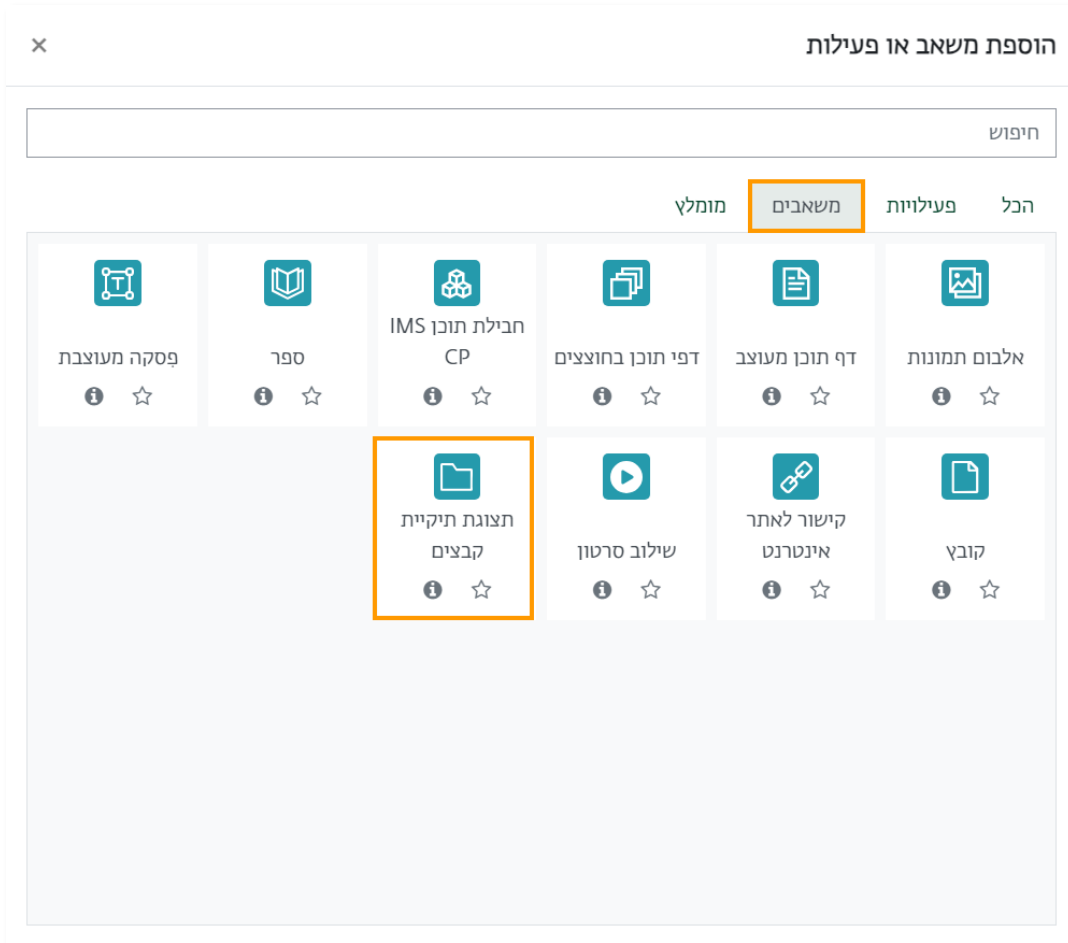 הוספת משאב או פעילות
×
חיפוש
הכל
פעילויות
משאבים
מומלץ
אלבום תמונות
דף תוכן מעוצב
דפי תוכן בחוצצים
חבילת תוכן IMS
CP
ספר
פִסקה מעוצבת
קובץ
קישור לאתר
אינטרנט
שילוב סרטון
תצוגת תיקיית
קבצים